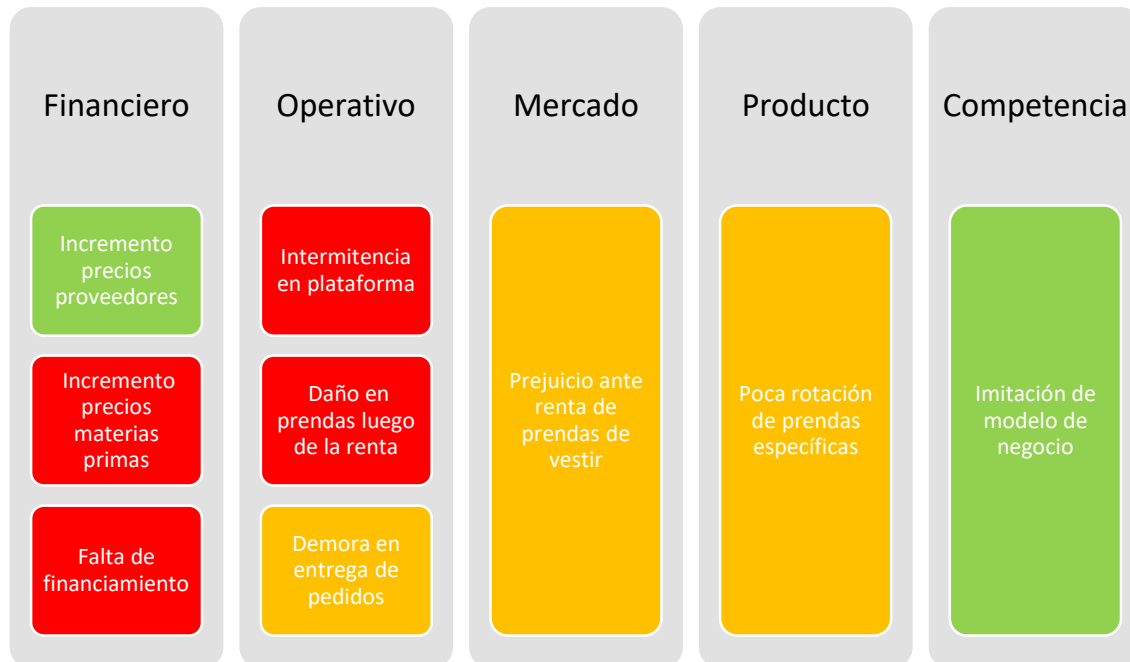 Financiero
Incremento
precios
proveedores
Incremento
precios
materias
primas
Falta de
financiamiento
Operativo
Intermitencia
en plataforma
Daño en
prendas luego
de la renta
Demora en
entrega de
pedidos
Mercado
Prejuicio ante
renta de
prendas de
vestir
Producto
Poca rotación
de prendas
específicas
Competencia
Imitación de
modelo de
negocio